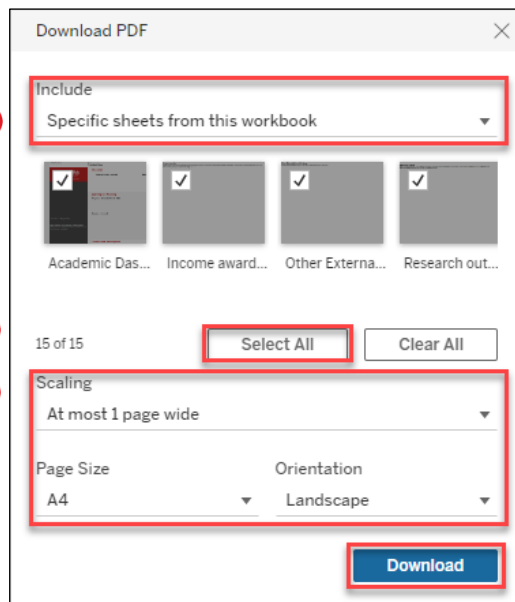 Download PDF
Include
Specific sheets from this workbook
Academic Das... Income award... Other Externa... Research out...
15 of 15 Select All Clear All
Scaling
At most 1 page wide
Page Size Orientation
A4 Landscape
Download